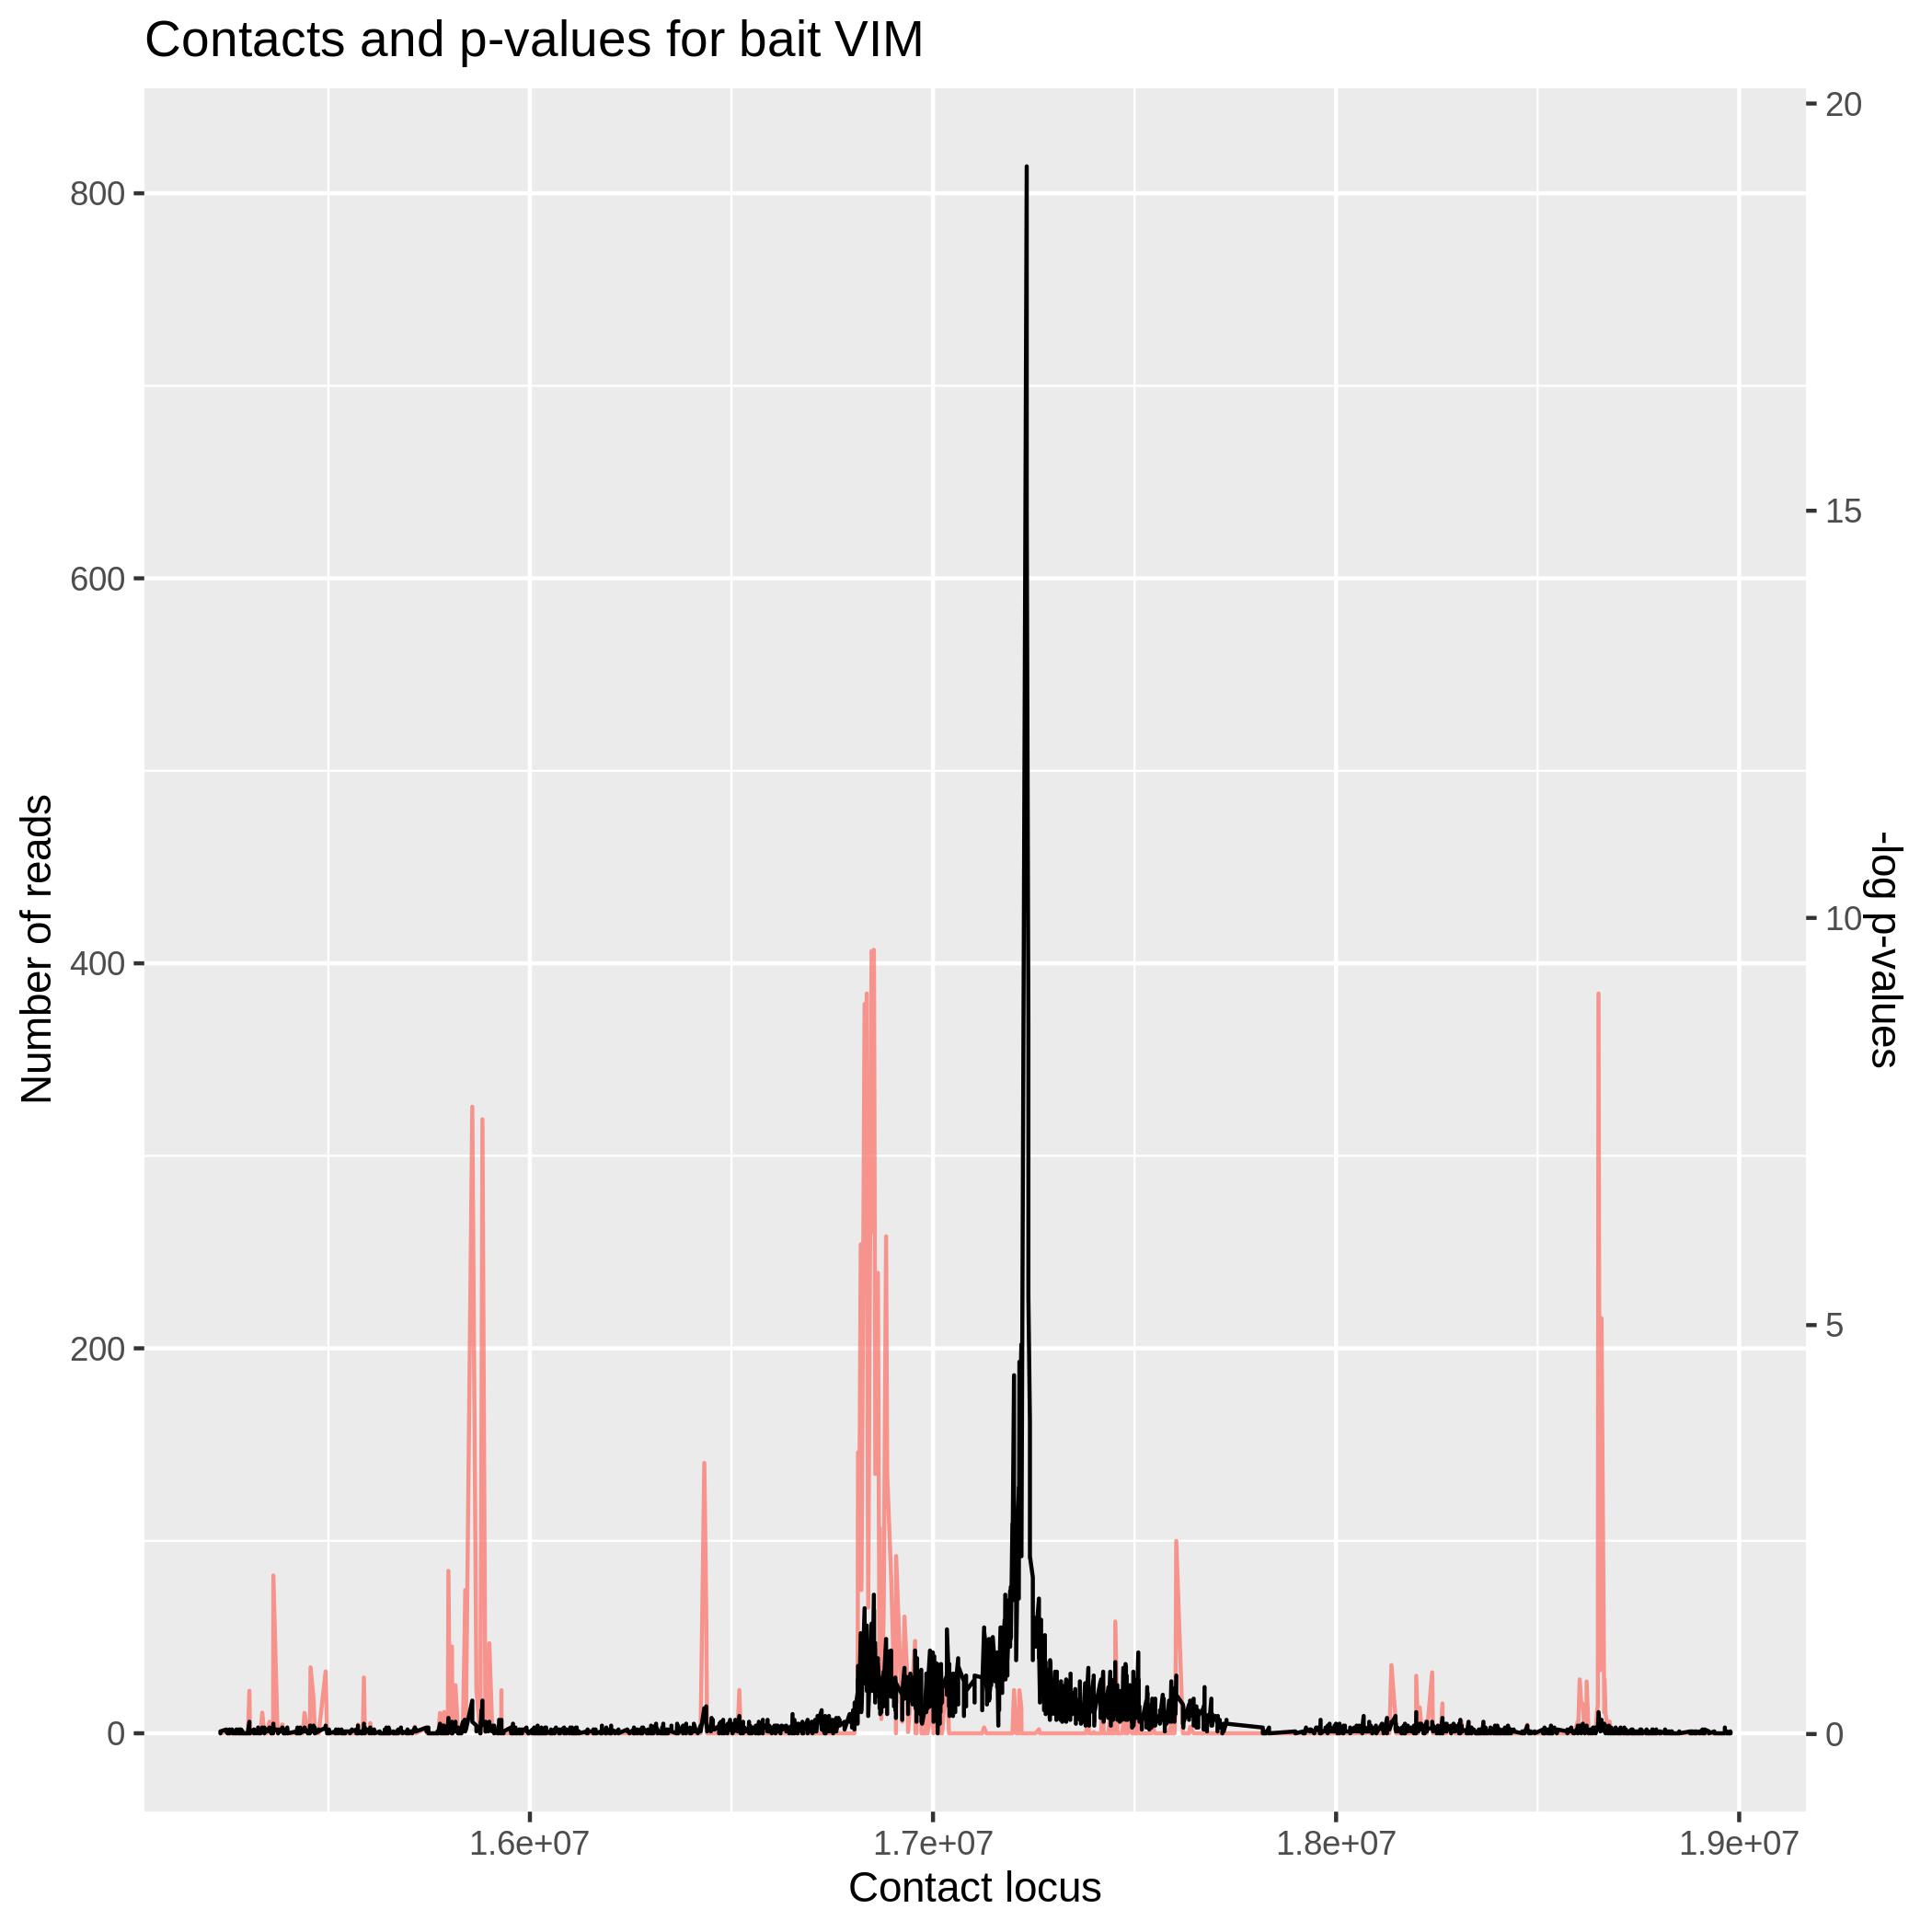 Contacts and p-values for bait VIM
Number of reads
800
600
400
200
0
20
15
10
5
0
-log p-values
1.6e+07
1.7e+07
1.8e+07
1.9e+07
Contact locus